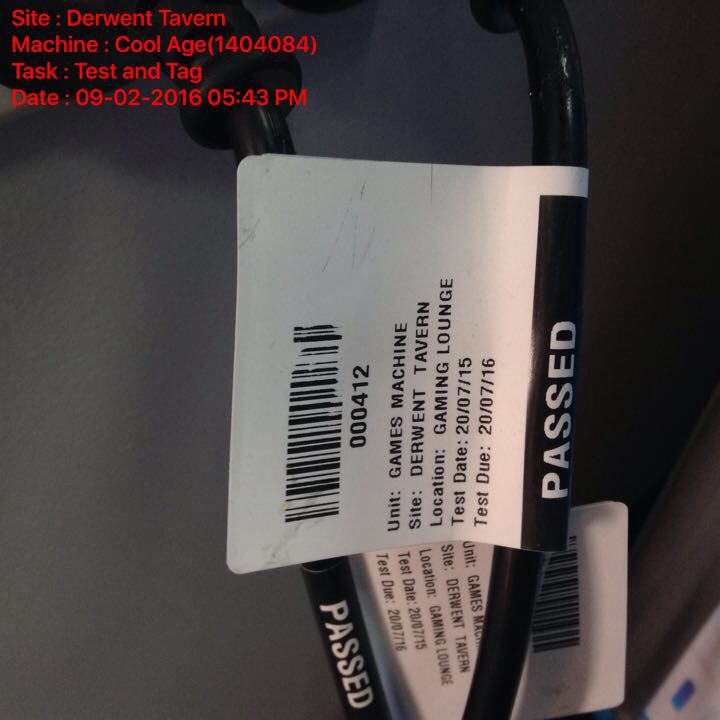 Site : Derwent Tavern
Machine : Cool Age(1404084)
Task : Test and Tag
Date : 09-02-2016 05:43 PM
000412
Unit: GAMES MACHINE
Site: DERWENT TAVERN
Location: GAMING LOUNGE
Test Date: 20/07/15
Test Due: 20/07/16
PASSED
Unit: GAMES
Site: DERWENT TAVERN
Location: GAMING LOUNGE
Test Date: 20/07/15
Test Due: 20/07/16
PASSED